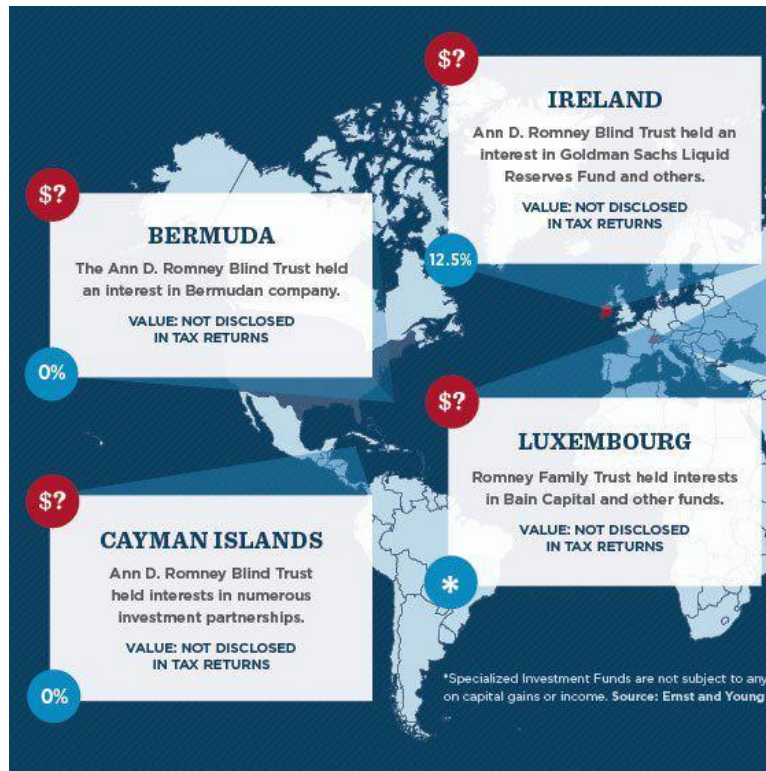 $?
IRELAND
Ann D. Romney Blind Trust held an
interest in Goldman Sachs Liquid
Reserves Fund and others.
VALUE: NOT DISCLOSED
IN TAX RETURNS
12.5%
$?
BERMUDA
The Ann D. Romney Blind Trust held
an interest in Bermudan company.
VALUE: NOT DISCLOSED
IN TAX RETURNS
0%
$?
LUXEMBOURG
Romney Family Trust held interests
in Bain Capital and other funds.
VALUE: NOT DISCLOSED
IN TAX RETURNS
*
$?
CAYMAN ISLANDS
Ann D. Romney Blind Trust
held interests in numerous
investment partnerships.
VALUE: NOT DISCLOSED
IN TAX RETURNS
0%
*Specialized Investment Funds are not subject to any
on capital gains or income. Source: Ernst and Young